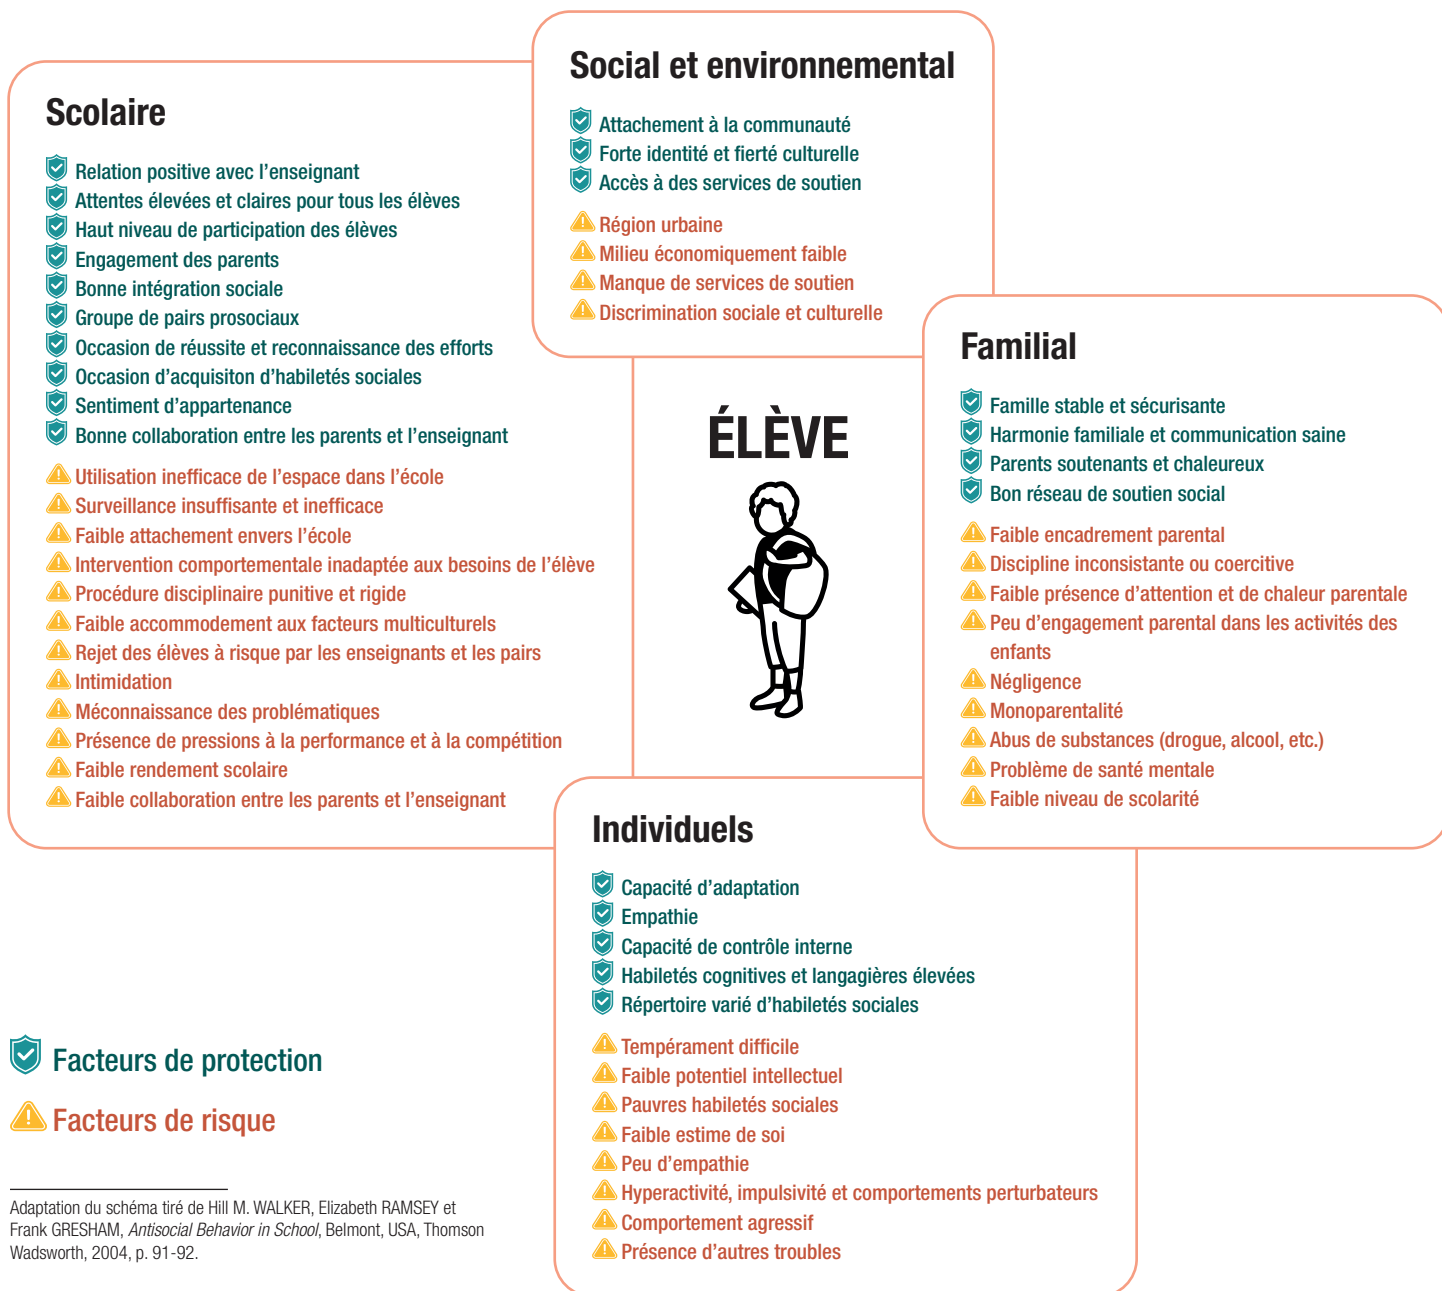 Scolaire
Relation positive avec l'enseignant
Attentes élevées et claires pour tous les élèves
Haut niveau de participation des élèves
Engagement des parents
Bonne intégration sociale
Groupe de pairs prosociaux
Occasion de réussite et reconnaissance des efforts
Occasion d'acquisiton d'habiletés sociales
Sentiment d'appartenance
Bonne collaboration entre les parents et l'enseignant
Utilisation inefficace de l'espace dans l'école
Surveillance insuffisante et inefficace
Faible attachement envers l'école
Intervention comportementale inadaptée aux besoins de l'élève
Procédure disciplinaire punitive et rigide
Faible accommodement aux facteurs multiculturels
Rejet des élèves à risque par les enseignants et les pairs
Intimidation
Méconnaissance des problématiques
Présence de pressions à la performance et à la compétition
Faible rendement scolaire
Faible collaboration entre les parents et l'enseignant
Social et environnemental
Attachement à la communauté
Forte identité et fierté culturelle
Accès à des services de soutien
Région urbaine
Milieu économiquement faible
Manque de services de soutien
Discrimination sociale et culturelle
ÉLÈVE
Familial
Famille stable et sécurisante
Harmonie familiale et communication saine
Parents soutenants et chaleureux
Bon réseau de soutien social
Faible encadrement parental
Discipline inconsistante ou coercitive
Faible présence d'attention et de chaleur parentale
Peu d'engagement parental dans les activités des
enfants
Négligence
Monoparentalité
Abus de substances (drogue, alcool, etc.)
Problème de santé mentale
Faible niveau de scolarité
Individuels
Capacité d'adaptation
Empathie
Capacité de contrôle interne
Habiletés cognitives et langagières élevées
Répertoire varié d'habiletés sociales
Tempérament difficile
Faible potentiel intellectuel
Pauvres habiletés sociales
Faible estime de soi
Peu d'empathie
Hyperactivité, impulsivité et comportements perturbateurs
Comportement agressif
Présence d'autres troubles
Facteurs de protection
Facteurs de risque
Adaptation du schéma tiré de Hill M. WALKER, Elizabeth RAMSEY et
Frank GRESHAM, Antisocial Behavior in School, Belmont, USA, Thomson
Wadsworth, 2004, p. 91-92.